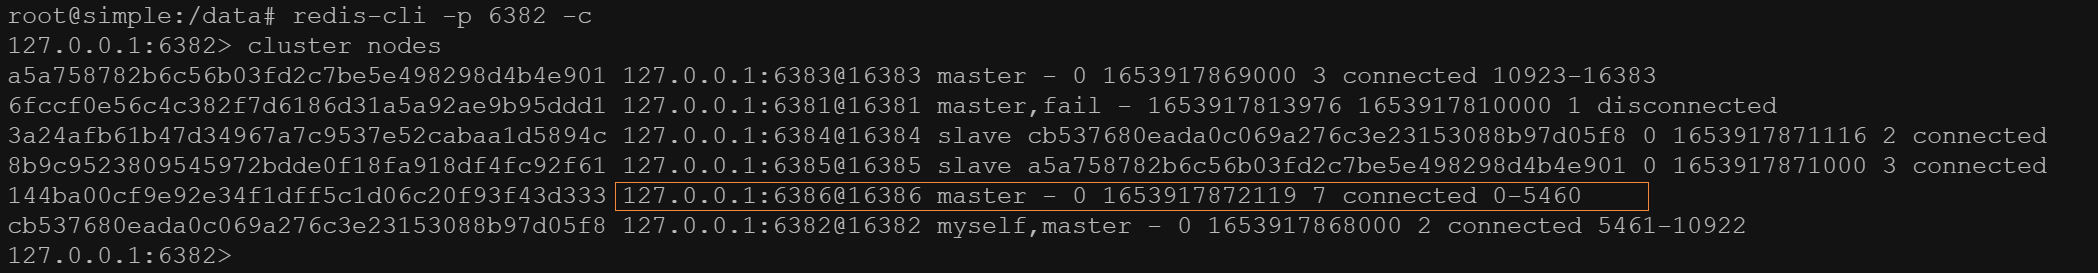 root@simple:/data# redis-cli -p 6382 -c
127.0.0.1:6382> cluster nodes
a5a758782b6c56b03fd2c7be5e498298d4b4e901 127.0.0.1:6383@16383 master - 0 1653917869000 3 connected 10923-16383
6fccf0e56c4c382f7d6186d31a5a92ae9b95ddd1 127.0.0.1:6381@16381 master,fail - 1653917813976 1653917810000 1 disconnected
3a24afb61b47d34967a7c9537e52cabaa1d5894c 127.0.0.1:6384@16384 slave cb537680eada0c069a276c3e23153088b97d05f8 0 1653917871116 2 connected
8b9c9523809545972bdde0f18fa918df4fc92f61 127.0.0.1:6385@16385 slave a5a758782b6c56b03fd2c7be5e498298d4b4e901 0 1653917871000 3 connected
144ba00cf9e92e34f1dff5c1d06c20f93f43d333 127.0.0.1:6386@16386 master - 0 1653917872119 7 connected 0-5460
cb537680eada0c069a276c3e23153088b97d05f8 127.0.0.1:6382@16382 myself,master - 0 1653917868000 2 connected 5461-10922
127.0.0.1:6382>